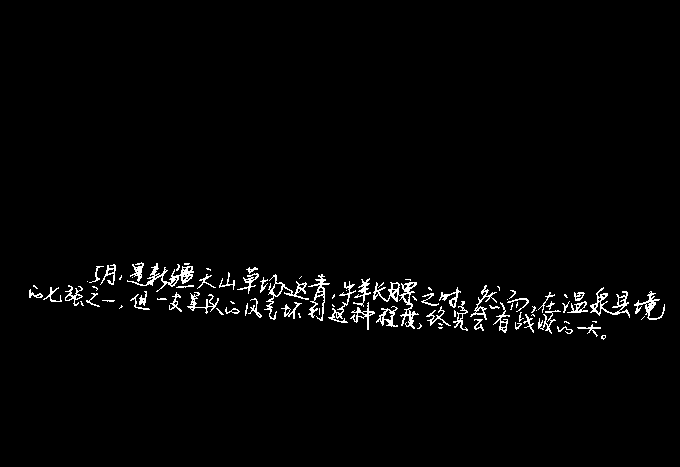 5月,是新疆天山草场返青,牛羊长膘之时。然而,在温泉县境
的七强之一,但一支军队的风气坏到这种程度,终究会有战败的一天。